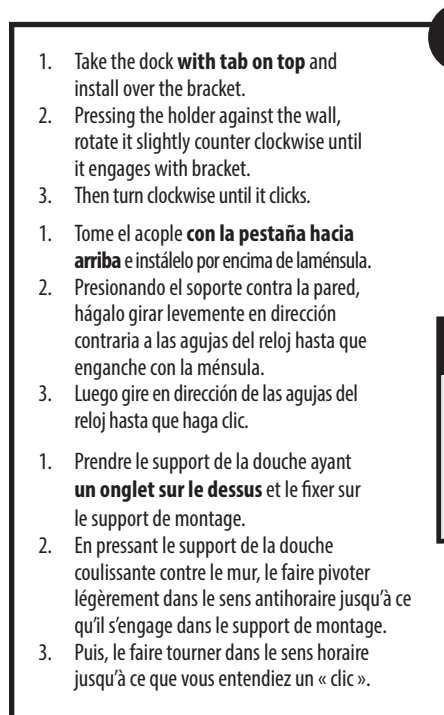 1. Take the dock with tab on top and
install over the bracket.
2. Pressing the holder against the wall,
rotate it slightly counter clockwise until
it engages with bracket.
3. Then turn clockwise until it clicks.
1. Tome el acople con la pestaña hacia
arriba e instálelo por encima de laménsula.
2. Presionando el soporte contra la pared,
hágalo girar levemente en dirección
contraria a las agujas del reloj hasta que
enganche con la ménsula.
3. Luego gire en dirección de las agujas del
reloj hasta que haga clic.
1. Prendre le support de la douche ayant
un onglet sur le dessus et le fixer sur
le support de montage.
2. En pressant le support de la douche
coulissante contre le mur, le faire pivoter
légèrement dans le sens antihoraire jusqu’à ce
qu’il s’engage dans le support de montage.
3. Puis, le faire tourner dans le sens horaire
jusqu’à ce que vous entendiez un « clic ».